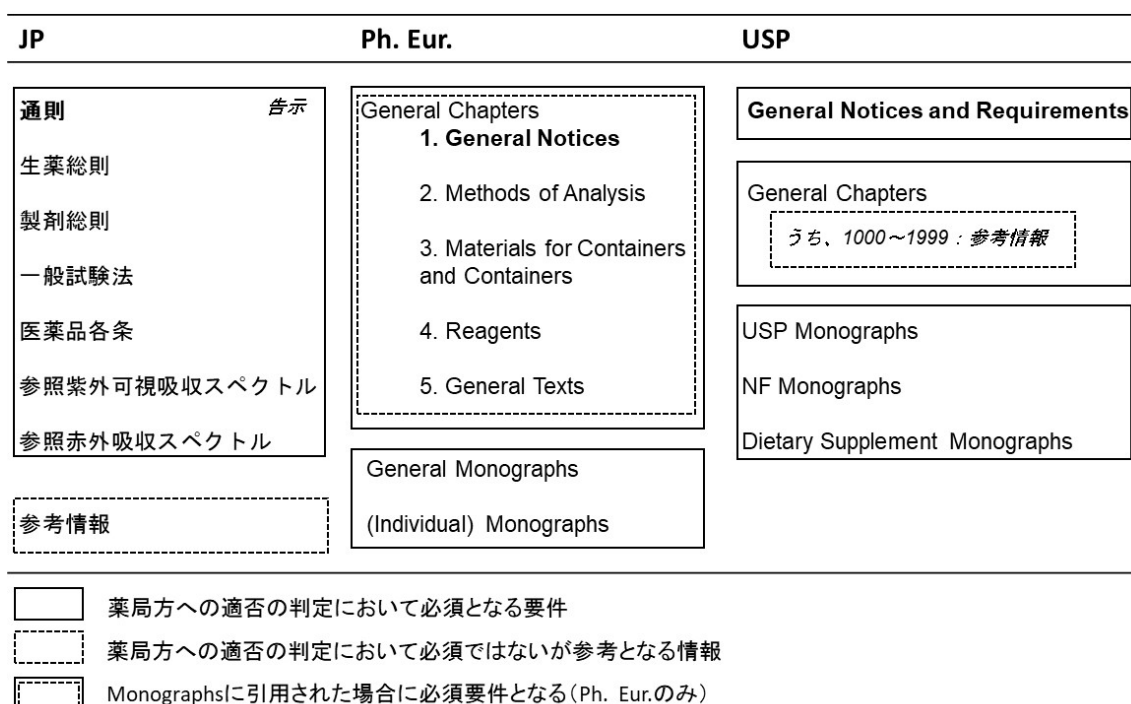 JP
Ph. Eur.
USP
通則 告示
生薬総則
製剤総則
一般試験法
医薬品各条
参照紫外可視吸収スペクトル
参照赤外吸収スペクトル
参考情報
General Chapters
1. General Notices
2. Methods of Analysis
3. Materials for Containers
and Containers
4. Reagents
5. General Texts
General Monographs
(Individual) Monographs
General Notices and Requirements
General Chapters
うち、1000～1999：参考情報
USP Monographs
NF Monographs
Dietary Supplement Monographs
薬局方への適否の判定において必須となる要件
薬局方への適否の判定において必須ではないが参考となる情報
Monographsに引用された場合に必須要件となる（Ph. Eur.のみ）